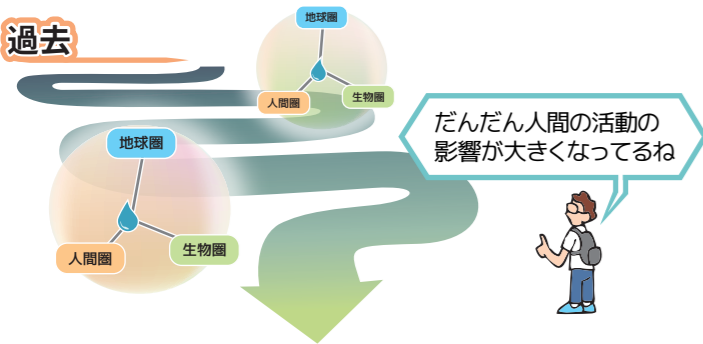 過去
地球圏
人間圏
生物圏
地球圏
人間圏
生物圏
だんだん人間の活動の
影響が大きくなってるね